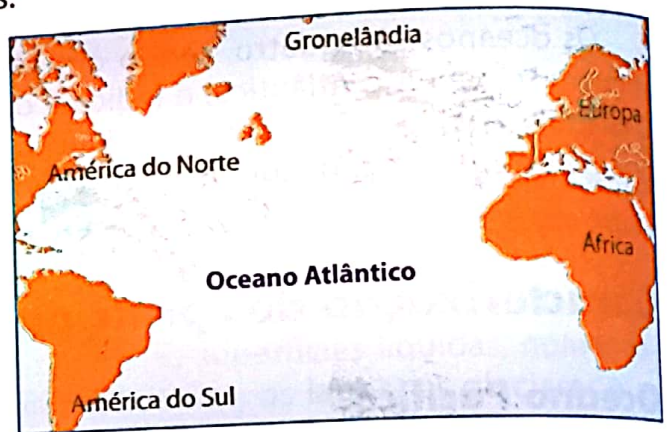 s.
Gronelândia
Europa
América do Norte
África
Oceano Atlântico
América do Sul